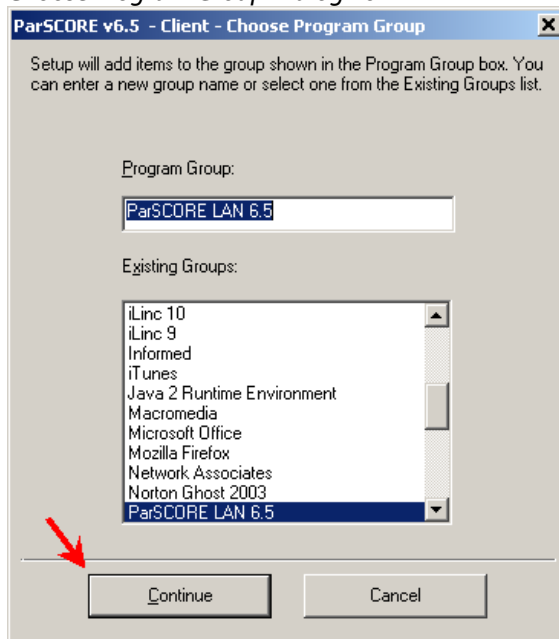 ParSCORE v6.5 - Client - Choose Program Group
Setup will add items to the group shown in the Program Group box. You
can enter a new group name or select one from the Existing Groups list.
Program Group:
ParSCORE LAN 6.5
Existing Groups:
iLinc 10
iLinc 9
Informed
iTunes
Java 2 Runtime Environment
Macromedia
Microsoft Office
Mozilla Firefox
Network Associates
Norton Ghost 2003
ParSCORE LAN 6.5
Continue
Cancel